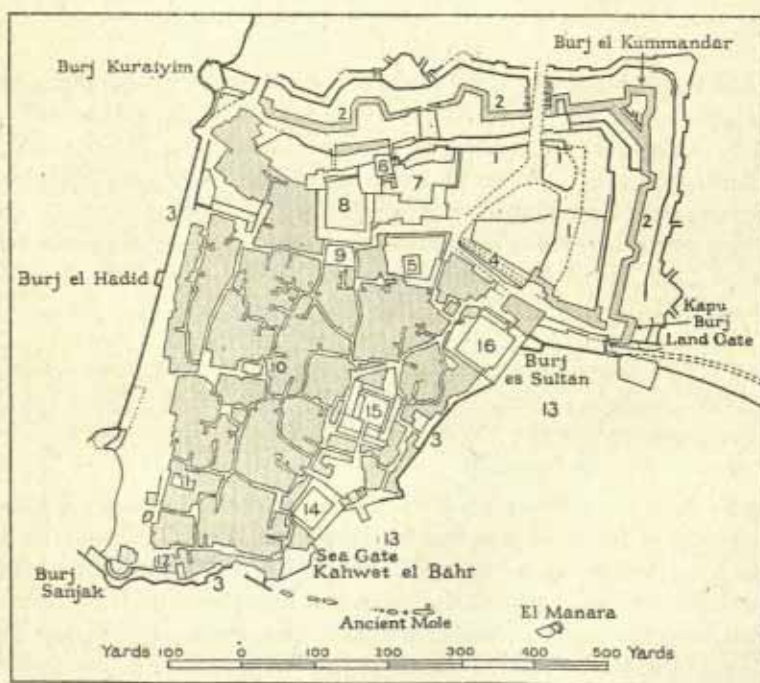 Burj el Kummandar
Burj Kuraiyim
2
2
6
1
1
7
3
8
2
1
9
5
4
Burj el Hadid
Kapu
Burj
Land Gate
16
Burj
es Sultan
10
13
15
3
11
14
13
Sea Gate
Kahwet el Bahr
12
Burj
Sanjak
3
El Manara
Ancient Mole
Yards 100 0 100 200 300 400 500 Yards